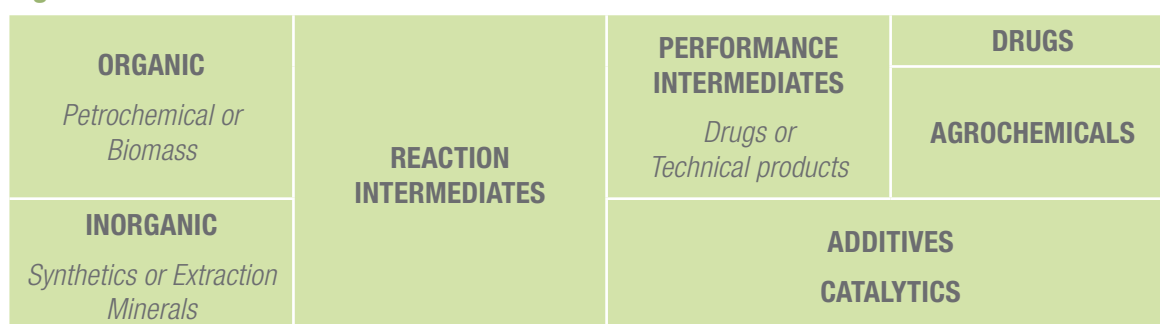 ORGANIC
Petrochemical or
Biomass
INORGANIC
Synthetics or Extraction
Minerals
REACTION
INTERMEDIATES
PERFORMANCE
INTERMEDIATES
Drugs or
Technical products
DRUGS
AGROCHEMICALS
ADDITIVES
CATALYTICS